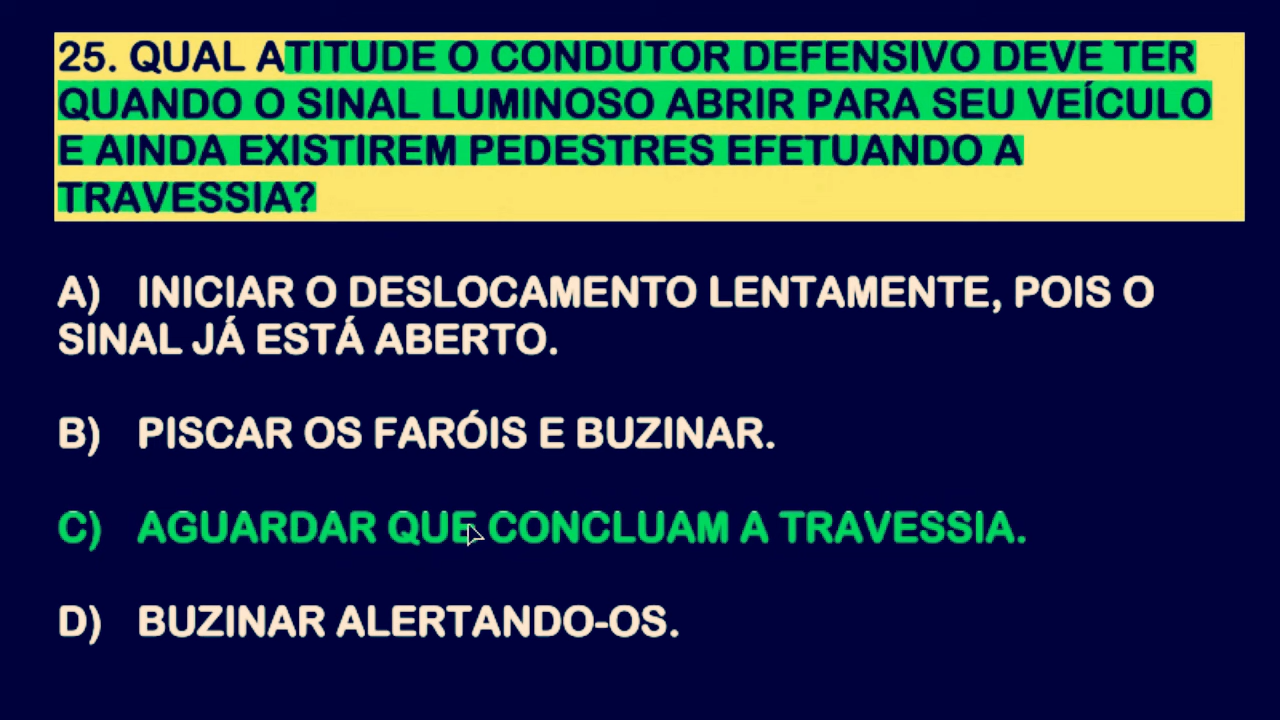 25. QUAL ATITUDE O CONDUTOR DEFENSIVO DEVE TER
QUANDO O SINAL LUMINOSO ABRIR PARA SEU VEÍCULO
E AINDA EXISTIREM PEDESTRES EFETUANDO A
TRAVESSIA?
A) INICIAR O DESLOCAMENTO LENTAMENTE, POIS O
SINAL JÁ ESTÁ ABERTO.
B) PISCAR OS FARÓIS E BUZINAR.
C) AGUARDAR QUE CONCLUAM A TRAVESSIA.
D) BUZINAR ALERTANDO-OS.